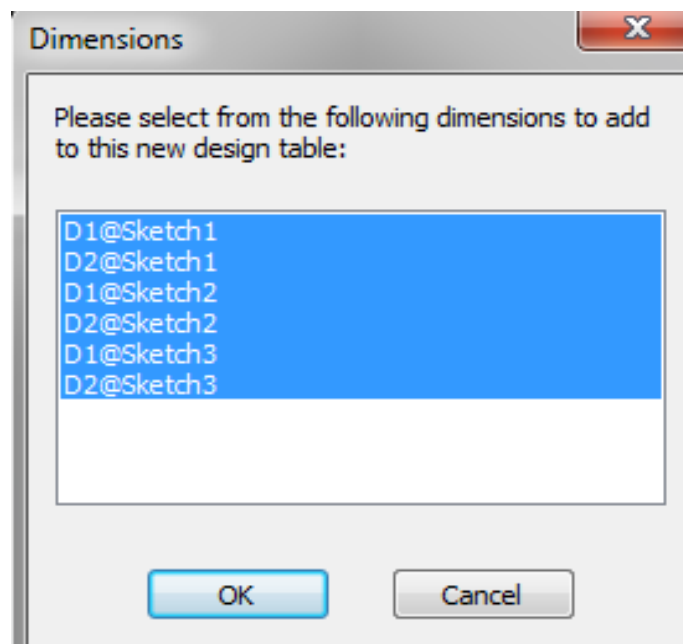 Dimensions
Please select from the following dimensions to add
to this new design table:
D1@Sketch1
D2@Sketch1
D1@Sketch2
D2@Sketch2
D1@Sketch3
D2@Sketch3
OK
Cancel